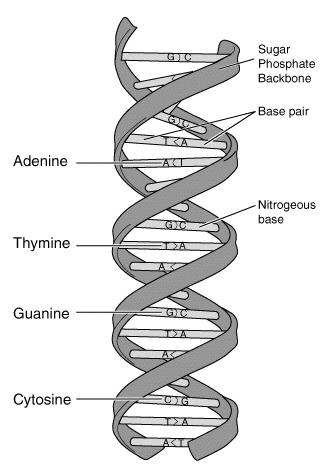 G C
Sugar
Phosphate
Backbone
G C
Base pair
T<A
Adenine
A T
Nitrogeous
base
G C
Thymine
T>A
A<
Guanine
G C
T>A
A<
Cytosine
C G
T>A
A<T